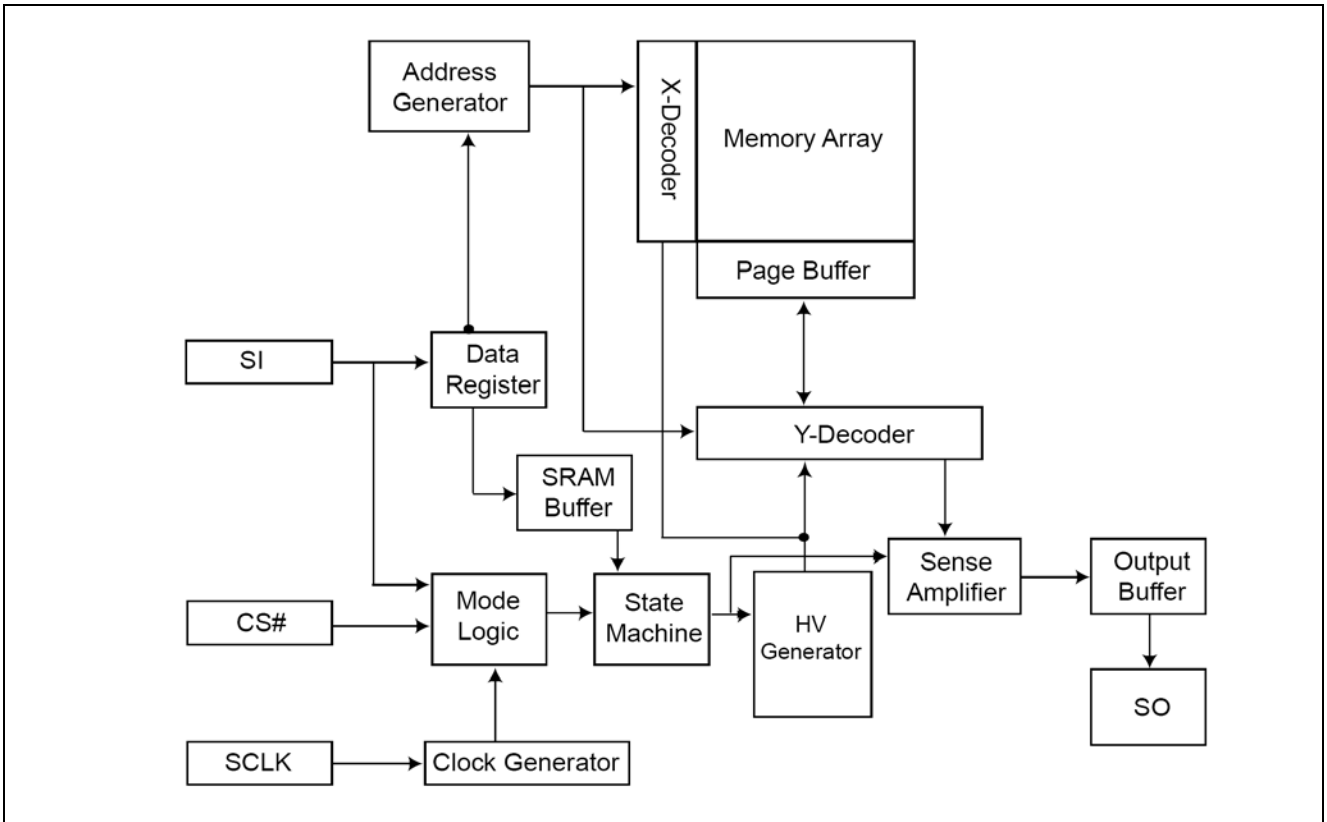 Address
Generator
X-Decoder
Memory Array
Page Buffer
SI
Data
Register
Y-Decoder
SRAM
Buffer
CS#
Mode
Logic
State
Machine
HV
Generator
Sense
Amplifier
Output
Buffer
SO
SCLK
Clock Generator